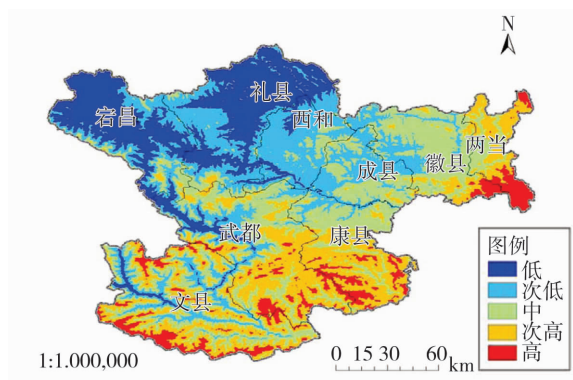 N
礼县
宕昌
西和
两当
成县
徽县
武都
康县
文县
图例
低
次低
中
次高
高
1:1.000,000
0 15 30 60 km